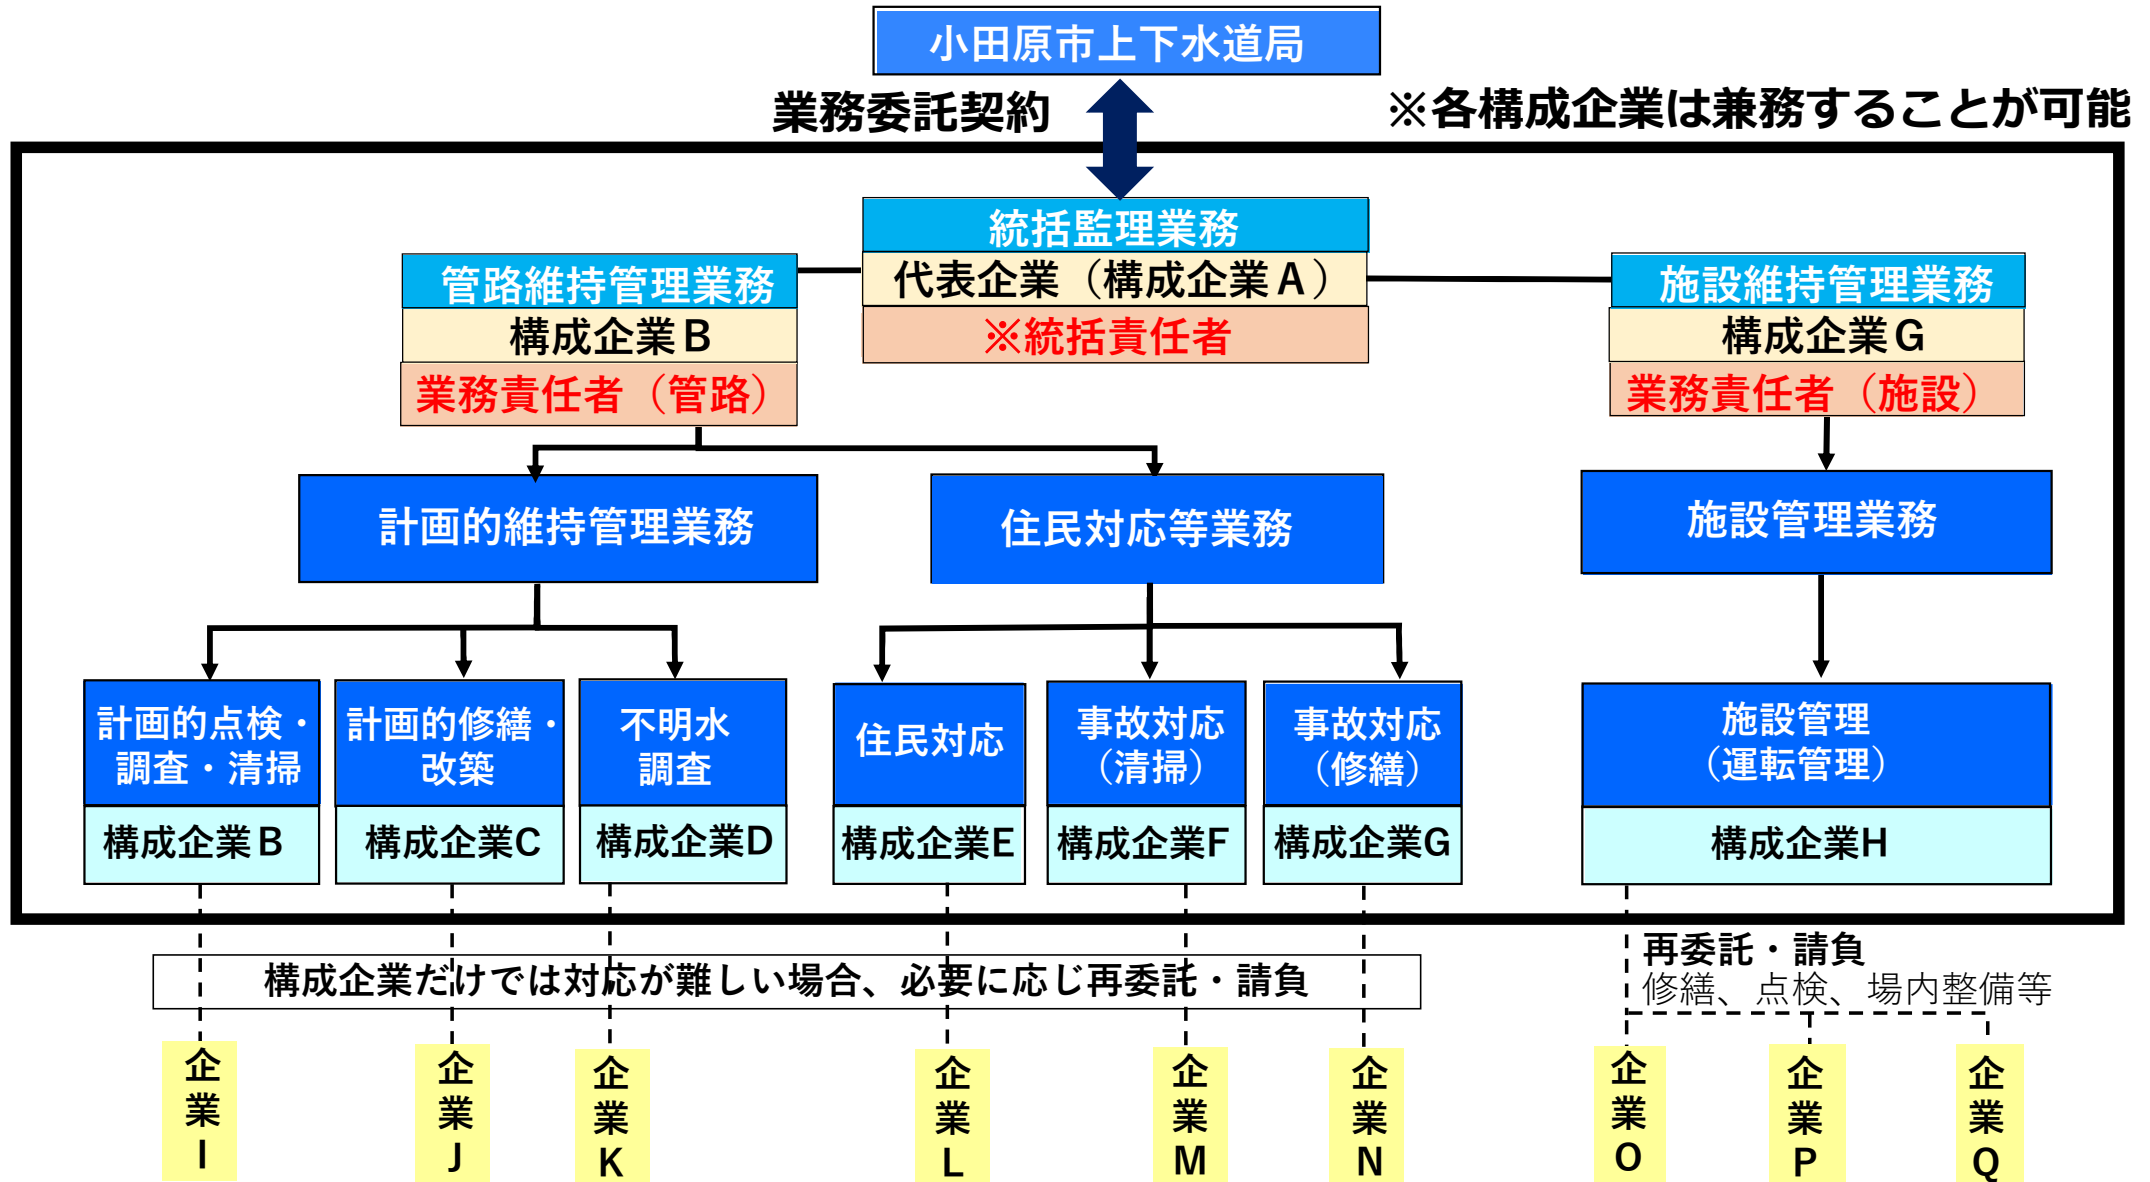 小田原市上下水道局
業務委託契約
※各構成企業は兼務することが可能
統括監理業務
代表企業（構成企業Ａ）
※統括責任者
管路維持管理業務
構成企業Ｂ
業務責任者（管路）
施設維持管理業務
構成企業Ｇ
業務責任者（施設）
計画的維持管理業務
住民対応等業務
施設管理業務
計画的点検・
調査・清掃
構成企業Ｂ
計画的修繕・
改築
構成企業C
不明水
調査
構成企業D
住民対応
構成企業E
事故対応
（清掃）
構成企業F
事故対応
（修繕）
構成企業G
施設管理
（運転管理）
構成企業H
構成企業だけでは対応が難しい場合、必要に応じ再委託・請負
再委託・請負
修繕、点検、場内整備等
企業Ｉ
企業Ｊ
企業Ｋ
企業Ｌ
企業Ｍ
企業Ｎ
企業Ｏ
企業Ｐ
企業Ｑ